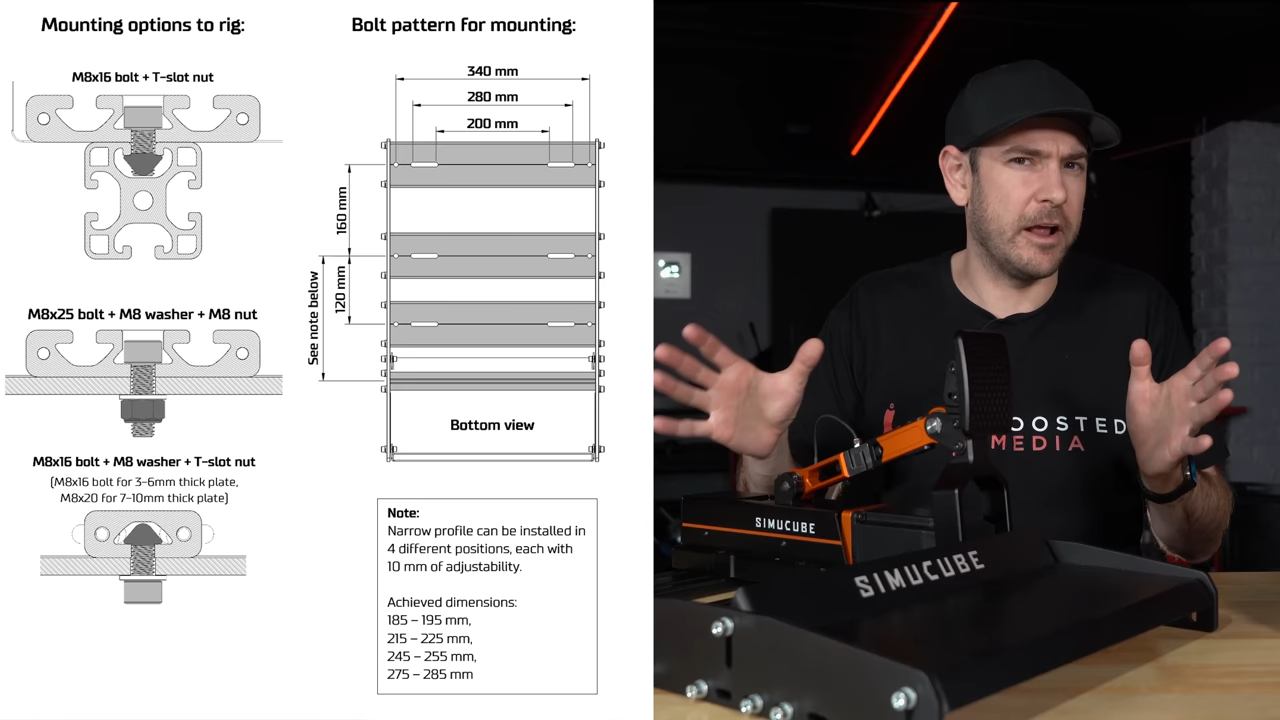 Mounting options to rig:
M8x16 bolt + T-slot nut
M8x25 bolt + M8 washer + M8 nut
M8x16 bolt + M8 washer + T-slot nut
(M8x16 bolt for 3-6mm thick plate,
M8x20 for 7-10mm thick plate)
Bolt pattern for mounting:
340 mm
280 mm
200 mm
160 mm
120 mm
See note below
Bottom view
Note:
Narrow profile can be installed in
4 different positions, each with
10 mm of adjustability.
Achieved dimensions:
185 – 195 mm,
215 – 225 mm,
245 – 255 mm,
275 – 285 mm
OOSTED
MEDIA
SIMUCUBE
SIMUCUBE